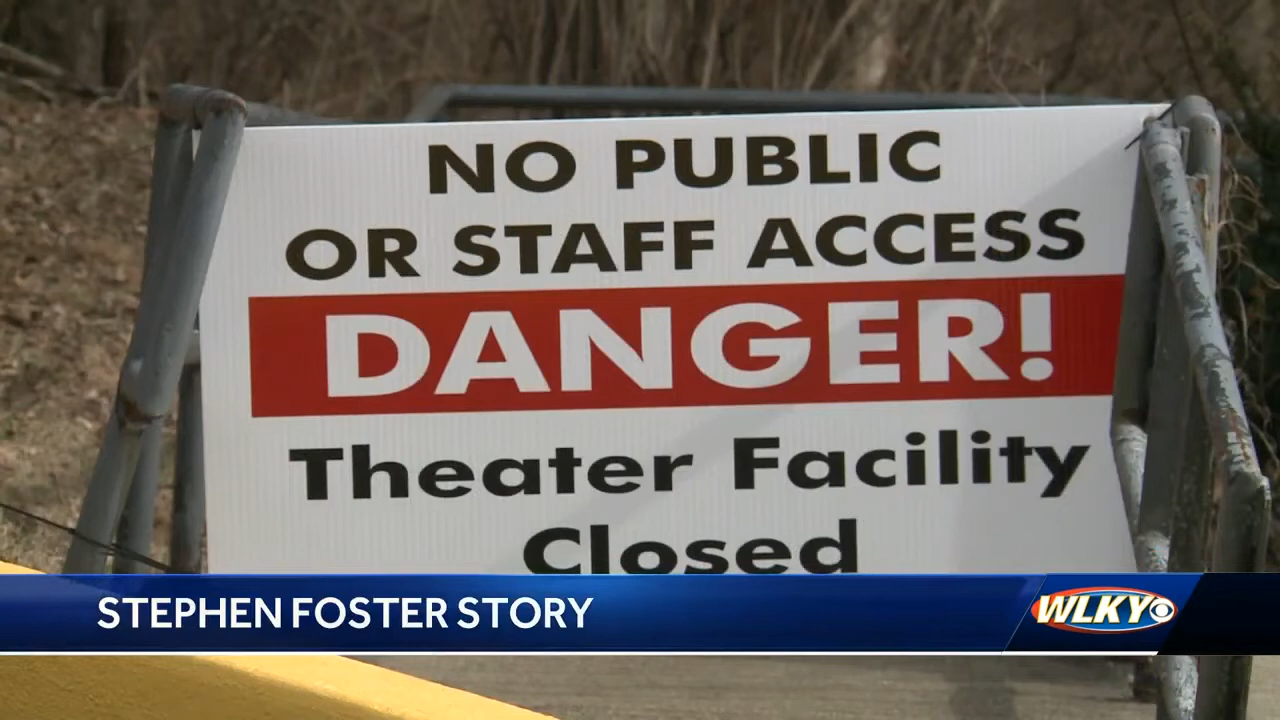 NO PUBLIC
OR STAFF ACCESS
DANGER!
Theater Facility
Closed
STEPHEN FOSTER STORY
WLKY